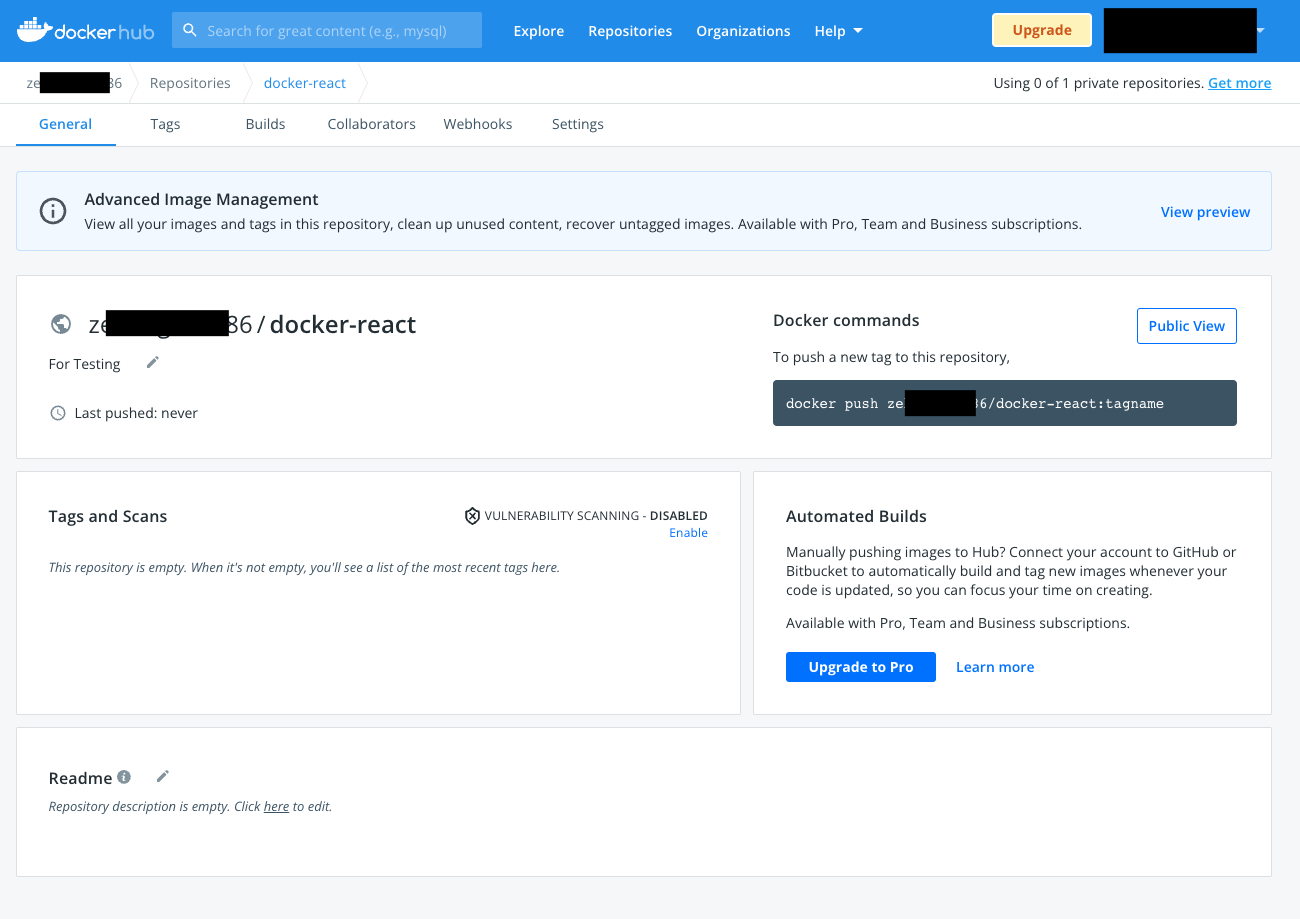 docker hub
Search for great content (e.g., mysql)
Explore
Repositories
Organizations
Help
Upgrade
ze 86
Repositories
docker-react
Using 0 of 1 private repositories. Get more
General
Tags
Builds
Collaborators
Webhooks
Settings
Advanced Image Management
View all your images and tags in this repository, clean up unused content, recover untagged images. Available with Pro, Team and Business subscriptions.
View preview
ze 86 / docker-react
For Testing
Last pushed: never
Docker commands
Public View
To push a new tag to this repository,
docker push ze 86/docker-react:tagname
Tags and Scans
VULNERABILITY SCANNING - DISABLED
Enable
This repository is empty. When it's not empty, you'll see a list of the most recent tags here.
Automated Builds
Manually pushing images to Hub? Connect your account to GitHub or
Bitbucket to automatically build and tag new images whenever your
code is updated, so you can focus your time on creating.
Available with Pro, Team and Business subscriptions.
Upgrade to Pro
Learn more
Readme
Repository description is empty. Click here to edit.